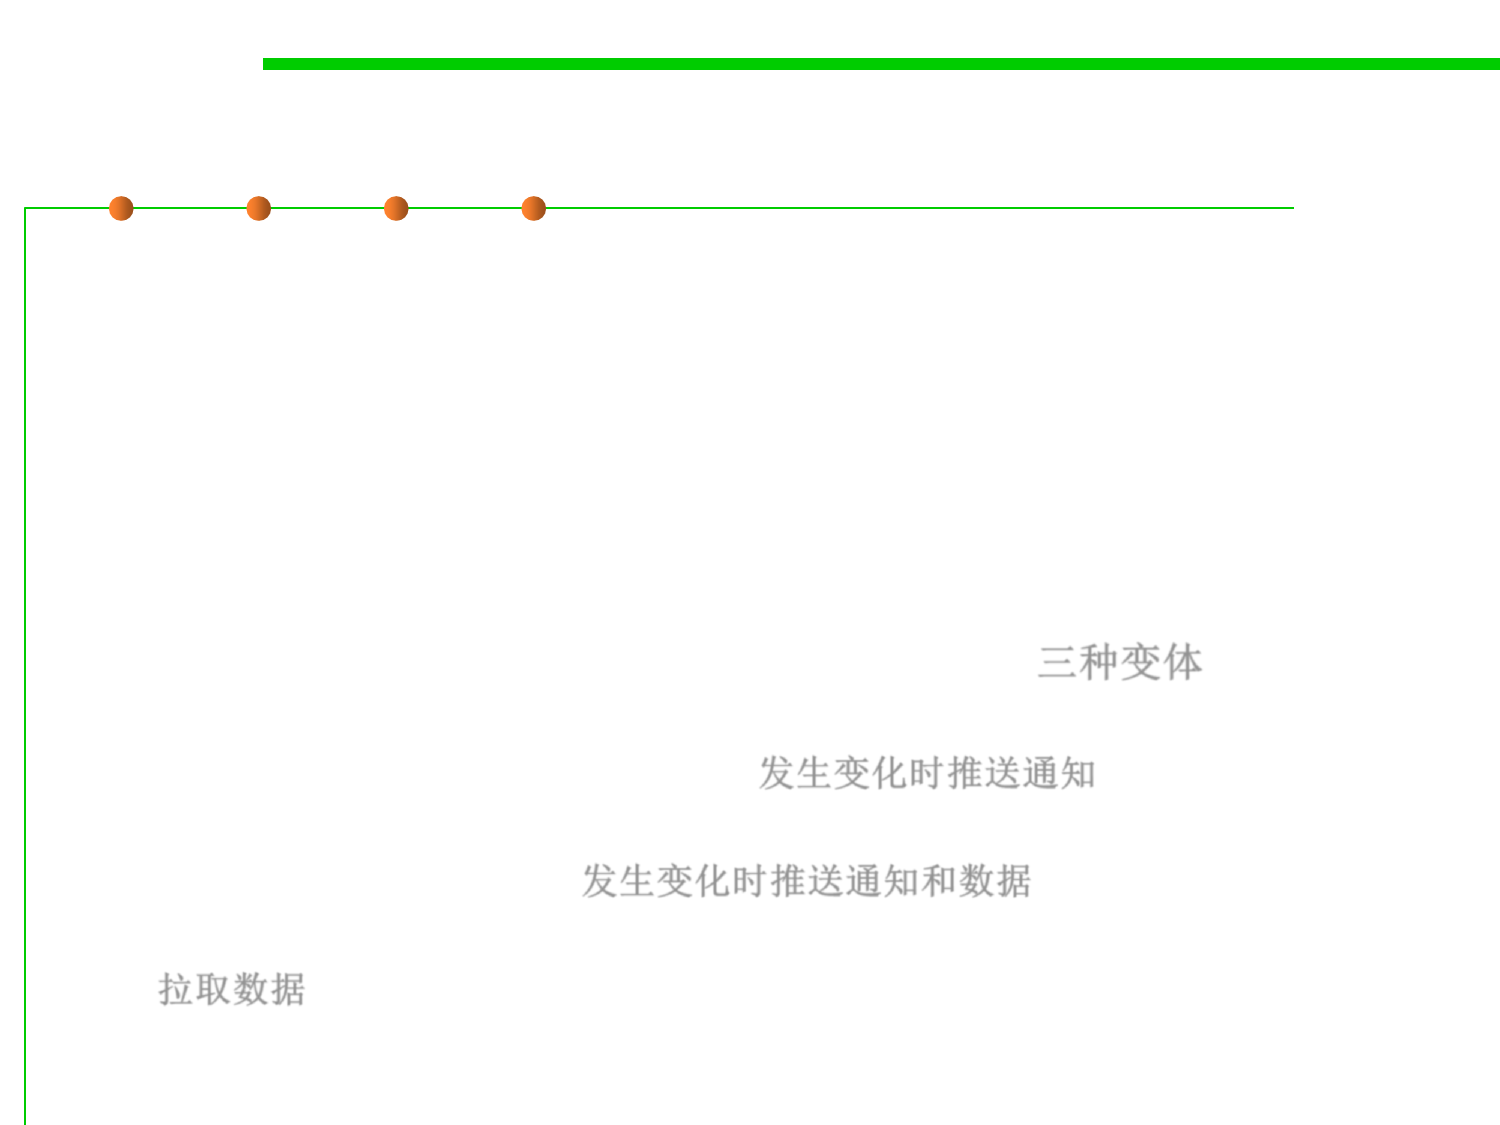 三种变体
发生变化时推送通知
发生变化时推送通知和数据
拉取数据